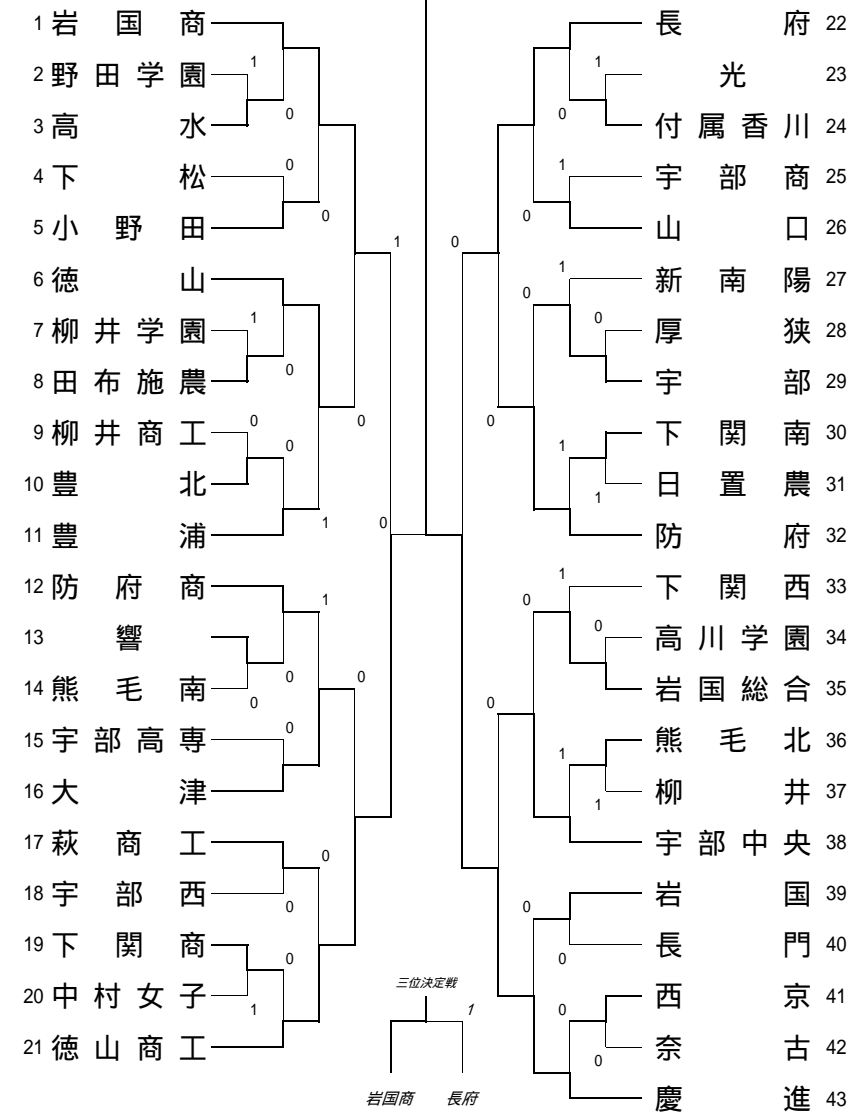 1 岩国商
2 野田学園
3 高水
4 下松
5 小野田
6 徳山
7 柳井学園
8 田布施農
9 柳井商工
10 豊北
11 豊浦
12 防府商
13 響
14 熊毛南
15 宇部高専
16 大津
17 萩商工
18 宇部西
19 下関商
20 中村女子
21 徳山商工
1
0
0
0
1
0
0
0
1
0
1
0
0
0
0
0
0
1
0
0
1
0
三位決定戦
1
岩国商 長府
長府 22
光 23
付属香川 24
宇部商 25
山口 26
新南陽 27
厚狭 28
宇部 29
下関南 30
日置農 31
防府 32
下関西 33
高川学園 34
岩国総合 35
熊毛北 36
柳井 37
宇部中央 38
岩国 39
長門 40
西京 41
奈古 42
慶進 43
1
0
1
0
0
1
0
0
0
1
1
1
0
0
0
1
1
0
0
0
0